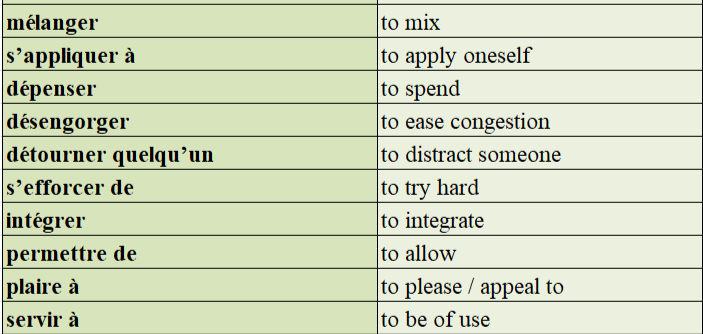 mélanger to mix
s’appliquer à to apply oneself
dépenser to spend
désengorger to ease congestion
détourner quelqu’un to distract someone
s’efforcer de to try hard
intégrer to integrate
permettre de to allow
plaire à to please / appeal to
servir à to be of use